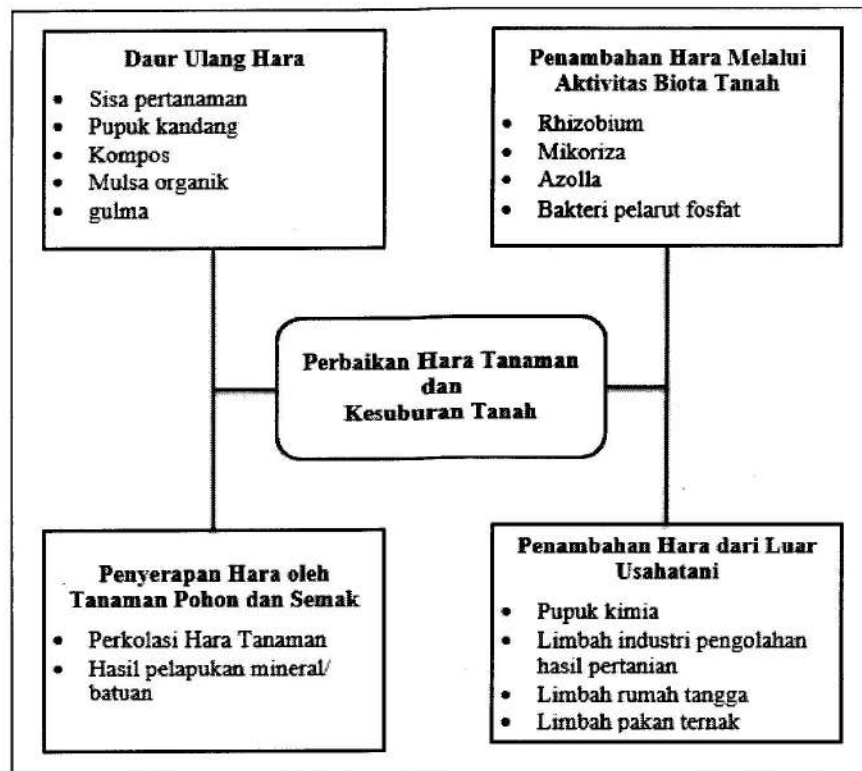 Daur Ulang Hara
• Sisa pertanaman
• Pupuk kandang
• Kompos
• Mulsa organik
• gulma
Penambahan Hara Melalui
Aktivitas Biota Tanah
• Rhizobium
• Mikoriza
• Azolla
• Bakteri pelarut fosfat
Perbaikan Hara Tanaman
dan
Kesuburan Tanah
Penyerapan Hara oleh
Tanaman Pohon dan Semak
• Perkolasi Hara Tanaman
• Hasil pelapukan mineral/
batuan
Penambahan Hara dari Luar
Usahatani
• Pupuk kimia
• Limbah industri pengolahan
hasil pertanian
• Limbah rumah tangga
• Limbah pakan ternak